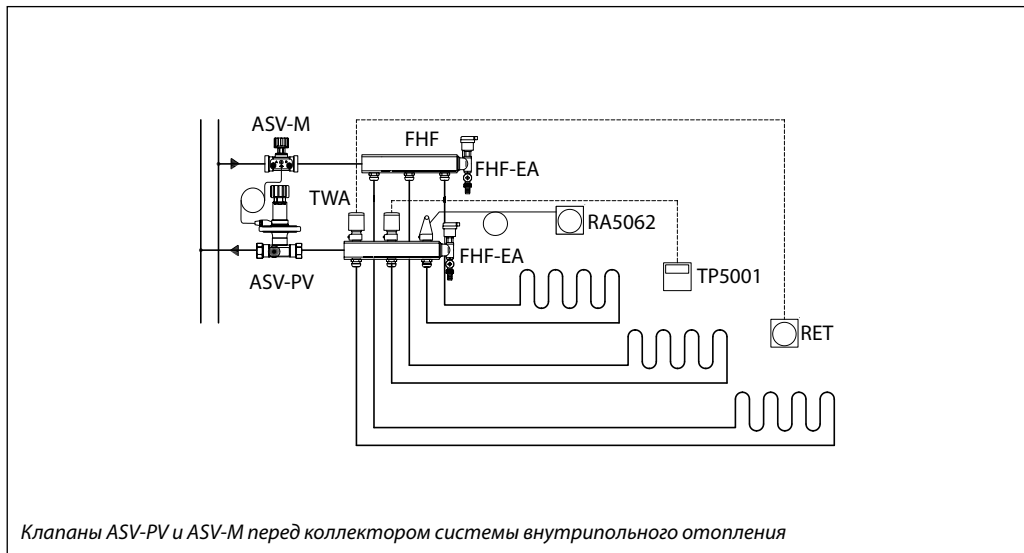 ASV-M
FHF
FHF-EA
TWA
RA5062
FHF-EA
ASV-PV
TP5001
RET
Клапаны ASV-PV и ASV-M перед коллектором системы внутрипольного отопления